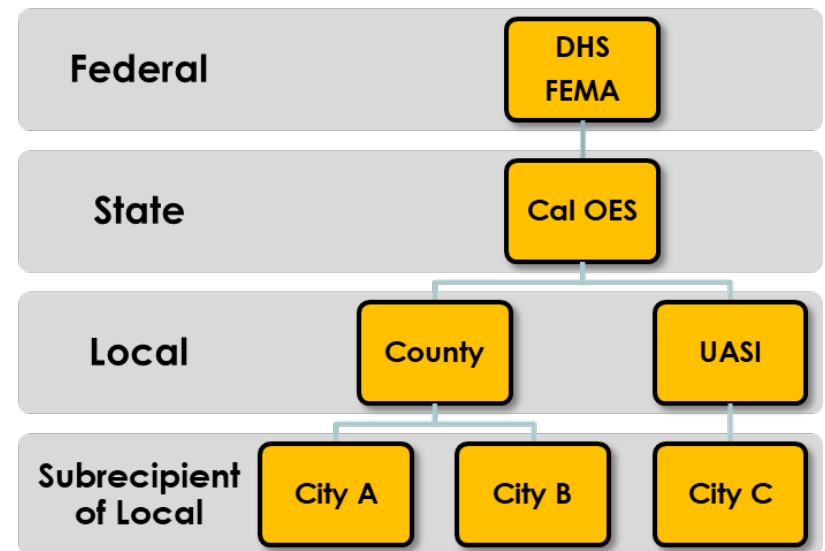 Federal
DHS
FEMA
State
Cal OES
Local
County
UASI
Subrecipient
of Local
City A
City B
City C